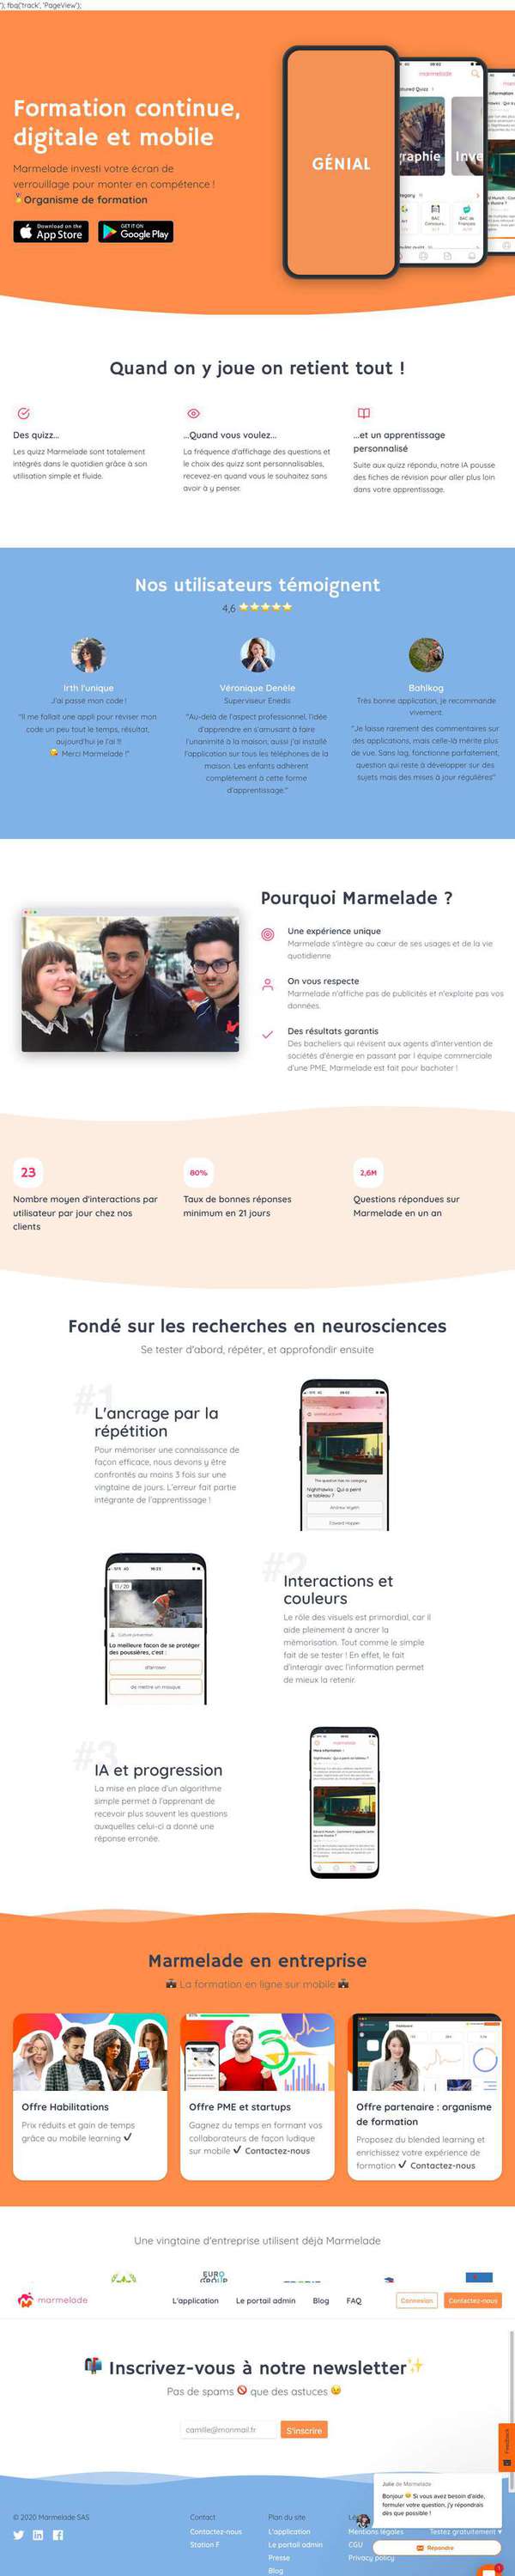 '); fbq('track', 'PageView');
Formation continue,
digitale et mobile
Marmelade investi votre écran de
verrouillage pour monter en compétence !
Organisme de formation
Download on the
App Store
GET IT ON
Google Play
GÉNIAL
marmelade
raphie
Inve
Quand on y joue on retient tout !
Des quizz...
Les quizz Marmelade sont totalement
intégrés dans le quotidien grâce à son
utilisation simple et fluide.
...Quand vous voulez...
La fréquence d'affichage des questions et
le choix des quizz sont personnalisables,
recevez-en quand vous le souhaitez sans
avoir à y penser.
...et un apprentissage
personnalisé
Suite aux quizz répondu, notre IA pousse
des fiches de révision pour aller plus loin
dans votre apprentissage.
Nos utilisateurs témoignent
4,6 ⭐⭐⭐⭐⭐
Irth l'unique
J'ai passé mon code !
"Il me fallait une appli pour réviser mon
code un peu tout le temps, résultat,
aujourd'hui je l'ai !!!
Merci Marmelade !"
Véronique Denèle
Superviseur Enedis
"Au-delà de l'aspect professionnel, l'idée
d'apprendre en s'amusant à faire
l'unanimité à la maison, aussi j'ai installé
l'application sur tous les téléphones de la
maison. Les enfants adhèrent
complètement à cette forme
d'apprentissage."
Bahlkog
Très bonne application, je recommande
vivement.
"Je laisse rarement des commentaires sur
des applications, mais celle-là mérite plus
de vue. Sans lag, fonctionne parfaitement,
question qui reste à développer sur des
sujets mais des mises à jour régulières"
Pourquoi Marmelade ?
Une expérience unique
Marmelade s'intègre au cœur de ses usages et de la vie
quotidienne
On vous respecte
Marmelade n'affiche pas de publicités et n'exploite pas vos
données.
Des résultats garantis
Des bacheliers qui révisent aux agents d'intervention de
sociétés d'énergie en passant par l équipe commerciale
d'une PME, Marmelade est fait pour bachoter !
23
Nombre moyen d'interactions par
utilisateur par jour chez nos
clients
80%
Taux de bonnes réponses
minimum en 21 jours
2,6M
Questions répondues sur
Marmelade en un an
Fondé sur les recherches en neurosciences
Se tester d'abord, répéter, et approfondir ensuite
#1
L'ancrage par la
répétition
Pour mémoriser une connaissance de
façon efficace, nous devons y être
confrontés au moins 3 fois sur une
vingtaine de jours. L'erreur fait partie
intégrante de l'apprentissage !
Nighthawks : Qui a peint
ce tableau ?
Edward Hopper
11 / 20
La meilleure façon de se protéger
des poussières, c'est :
d'éternuer
de mettre un masque
#2
Interactions et
couleurs
Le rôle des visuels est primordial, car il
aide pleinement à ancrer la
mémorisation. Tout comme le simple
fait de se tester ! En effet, le fait
d'interagir avec l'information permet
de mieux la retenir.
#3
IA et progression
La mise en place d'un algorithme
simple permet à l'apprenant de
recevoir plus souvent les questions
auxquelles celui-ci a donné une
réponse erronée.
Marmelade en entreprise
La formation en ligne sur mobile
Offre Habilitations
Prix réduits et gain de temps
grâce au mobile learning ✔
Offre PME et startups
Gagnez du temps en formant vos
collaborateurs de façon ludique
sur mobile ✔ Contactez-nous
Offre partenaire : organisme
de formation
Proposez du blended learning et
enrichissez votre expérience de
formation ✔ Contactez-nous
Une vingtaine d'entreprise utilisent déjà Marmelade
EURO
GROUP
marmelade
L'application
Le portail admin
Blog
FAQ
Connexion
Contactez-nous
Inscrivez-vous à notre newsletter
Pas de spams 🚫 que des astuces 😉
camille@monmail.fr
S'inscrire
Feedback
Julie de Marmelade
Bonjour 😊 Si vous avez besoin d'aide,
formuler votre question, j'y répondrais
dès que possible !
Répondre
© 2020 Marmelade SAS
Contact
Contactez-nous
Station F
Plan du site
L'application
Le portail admin
Presse
Blog
Mentions légales
CGU
Privacy policy
Testez gratuitement